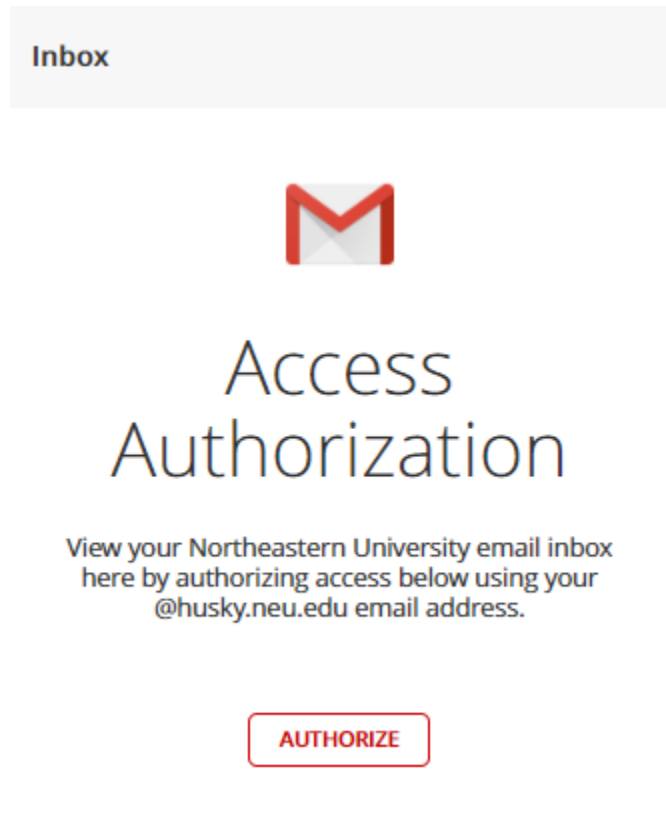 Inbox
Access
Authorization
View your Northeastern University email inbox
here by authorizing access below using your
@husky.neu.edu email address.
AUTHORIZE